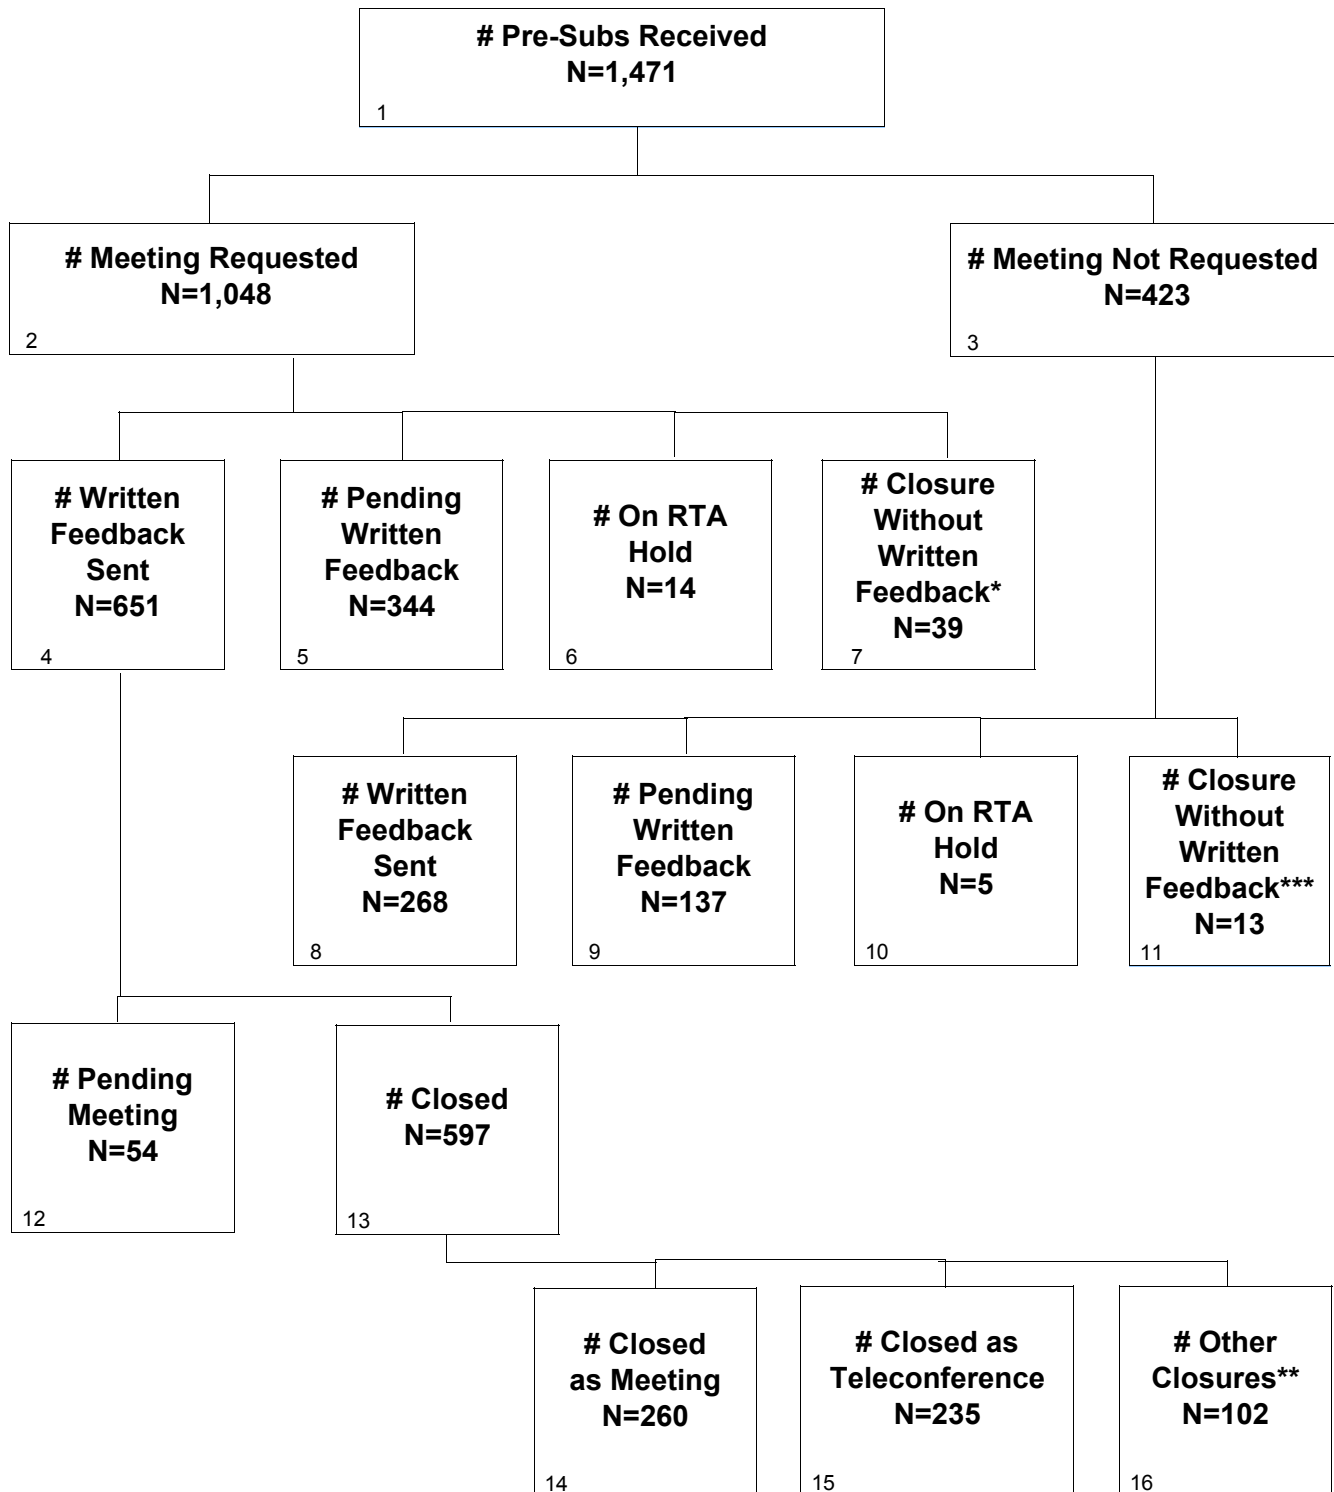 # Pre-Subs Received
N=1,471
1
# Meeting Requested
N=1,048
2
# Meeting Not Requested
N=423
3
# Written
Feedback
Sent
N=651
4
# Pending
Written
Feedback
N=344
5
# On RTA
Hold
N=14
6
# Closure
Without
Written
Feedback*
N=39
7
# Written
Feedback
Sent
N=268
8
# Pending
Written
Feedback
N=137
9
# On RTA
Hold
N=5
10
# Closure
Without
Written
Feedback***
N=13
11
# Pending
Meeting
N=54
12
# Closed
N=597
13
# Closed
as Meeting
N=260
14
# Closed as
Teleconference
N=235
15
# Other
Closures**
N=102
16